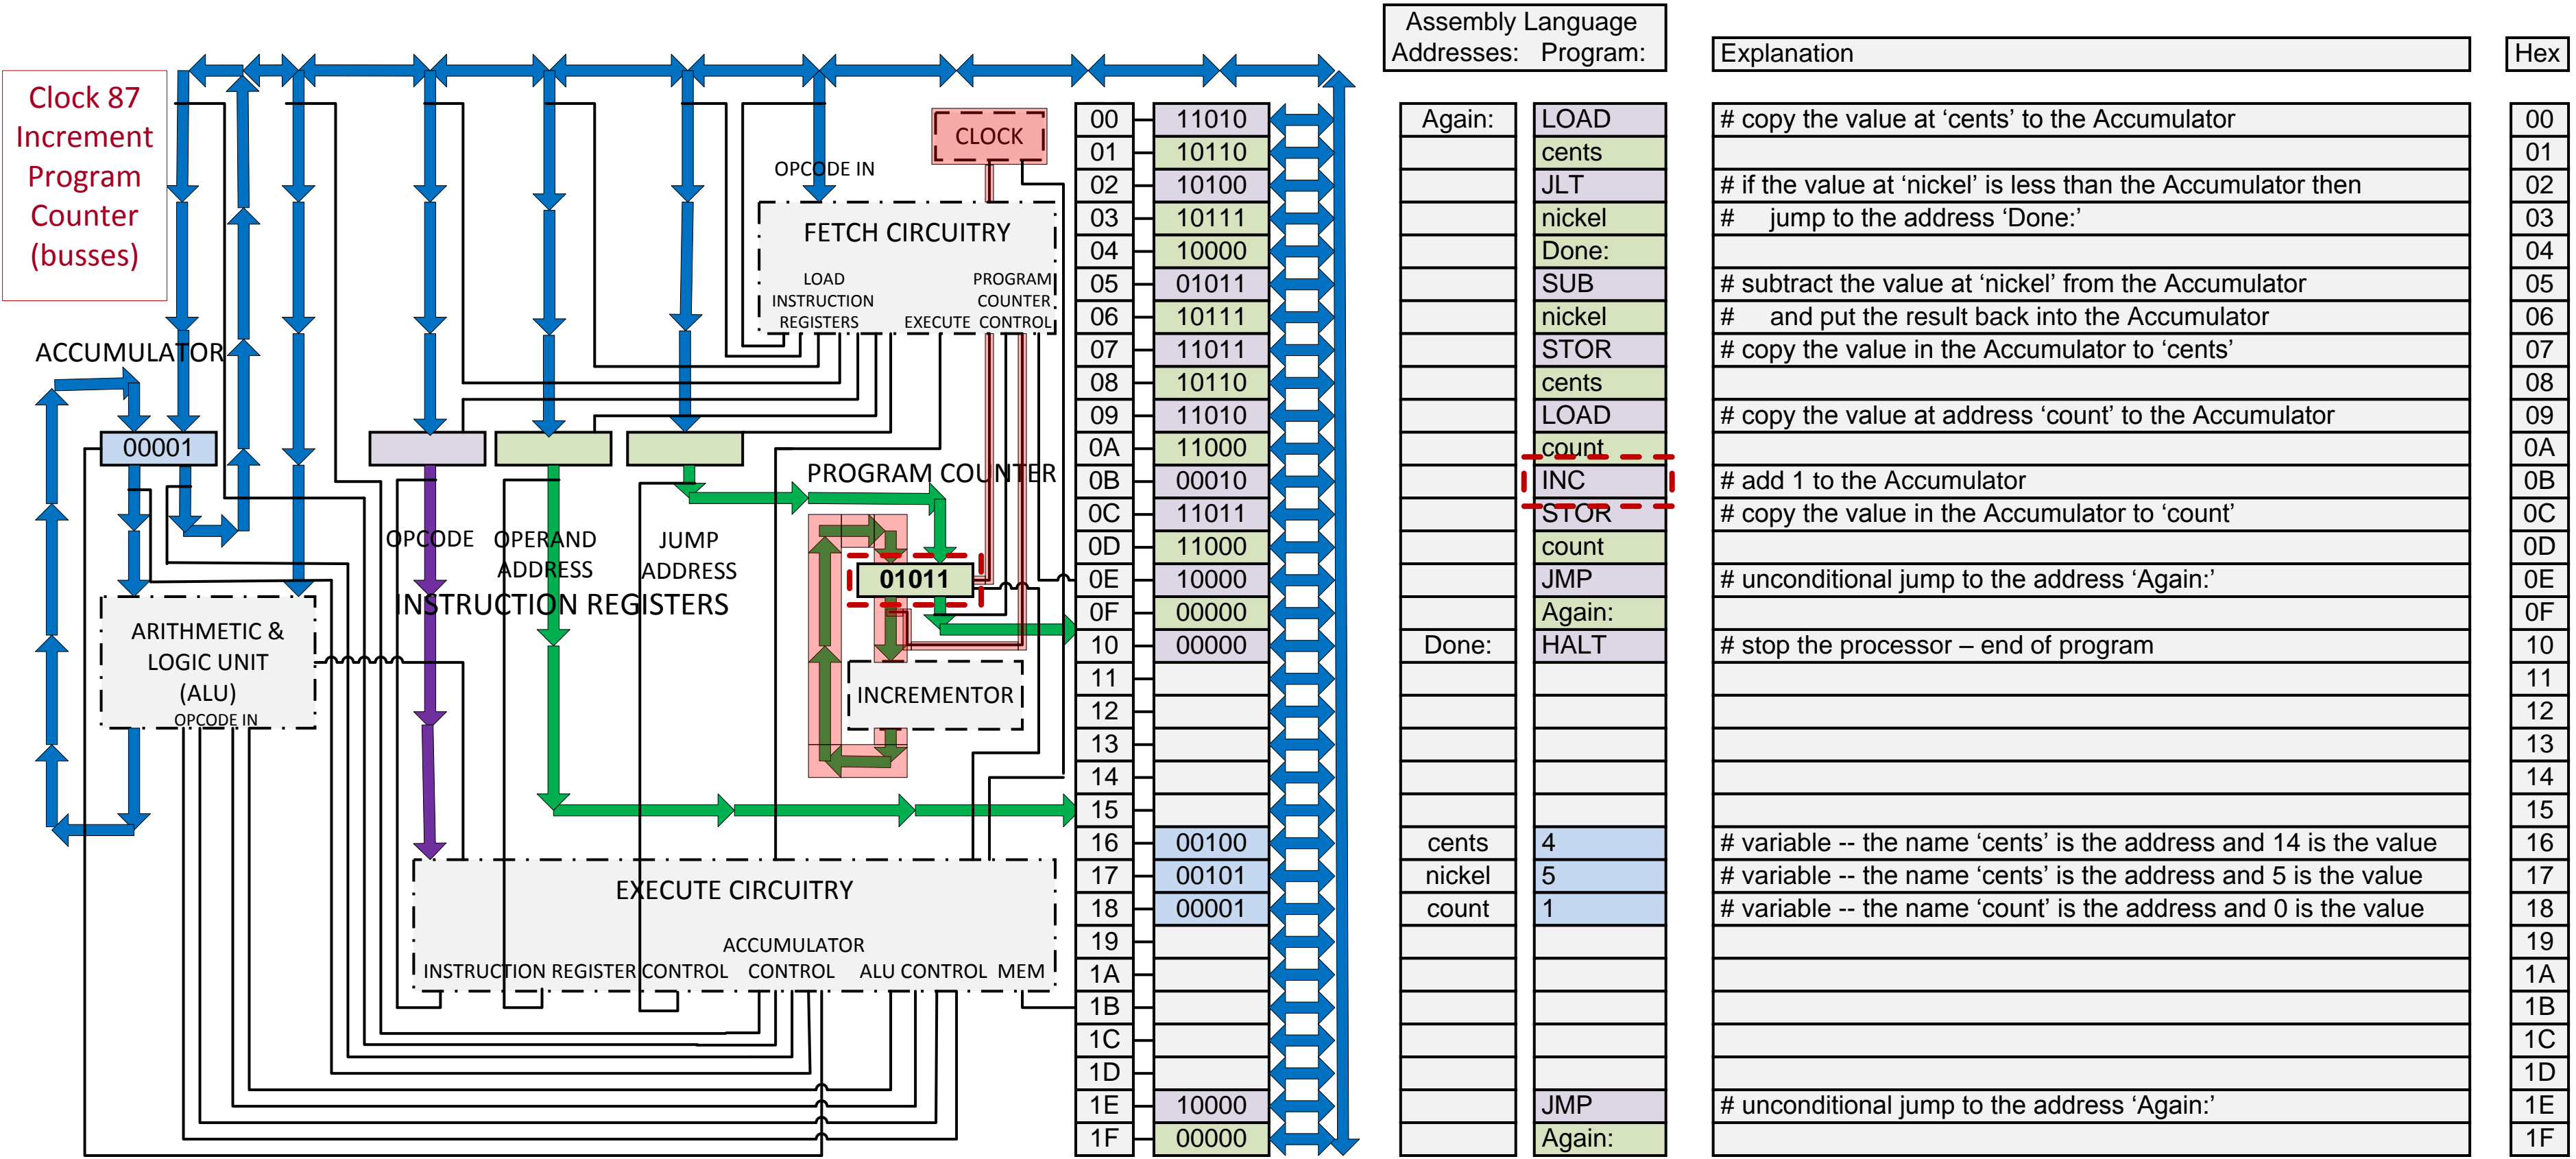 Assembly Language
Addresses: Program:
Explanation
Hex
Clock 87
Increment
Program
Counter
(busses)
CLOCK
OPCODE IN
FETCH CIRCUITRY
LOAD
INSTRUCTION
REGISTERS
EXECUTE
PROGRAM
COUNTER
CONTROL
ACCUMULATOR
00001
PROGRAM COUNTER
OPCODE
OPERAND
ADDRESS
JUMP
ADDRESS
INSTRUCTION REGISTERS
01011
ARITHMETIC &
LOGIC UNIT
(ALU)
OPCODE IN
INCREMENTOR
EXECUTE CIRCUITRY
INSTRUCTION REGISTER CONTROL
ACCUMULATOR
CONTROL
ALU CONTROL
MEM
00 11010 Again: LOAD # copy the value at 'cents' to the Accumulator 00
01 10110 cents 01
02 10100 JLT # if the value at 'nickel' is less than the Accumulator then 02
03 10111 nickel # jump to the address 'Done:' 03
04 10000 Done: 04
05 01011 SUB # subtract the value at 'nickel' from the Accumulator 05
06 10111 nickel # and put the result back into the Accumulator 06
07 11011 STOR # copy the value in the Accumulator to 'cents' 07
08 10110 cents 08
09 11010 LOAD # copy the value at address 'count' to the Accumulator 09
0A 11000 count 0A
0B 00010 INC # add 1 to the Accumulator 0B
0C 11011 STOR # copy the value in the Accumulator to 'count' 0C
0D 11000 count 0D
0E 10000 JMP # unconditional jump to the address 'Again:' 0E
0F 00000 Again: 0F
10 00000 Done: HALT # stop the processor – end of program 10
11 11
12 12
13 13
14 14
15 15
16 00100 cents 4 # variable -- the name 'cents' is the address and 14 is the value 16
17 00101 nickel 5 # variable -- the name 'cents' is the address and 5 is the value 17
18 00001 count 1 # variable -- the name 'count' is the address and 0 is the value 18
19 19
1A 1A
1B 1B
1C 1C
1D 1D
1E 10000 JMP # unconditional jump to the address 'Again:' 1E
1F 00000 Again: 1F